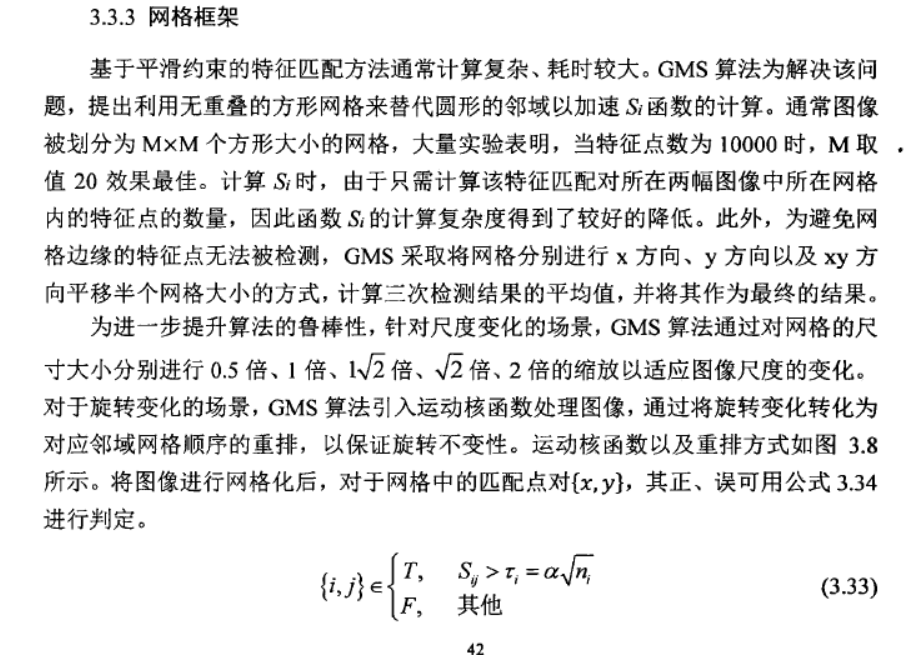 3.3.3 网格框架
基于平滑约束的特征匹配方法通常计算复杂、耗时较大。GMS 算法为解决该问
题，提出利用无重叠的方形网格来替代圆形的邻域以加速 Si 函数的计算。通常图像
被划分为 M×M 个方形大小的网格，大量实验表明，当特征点数为 10000 时，M 取
值 20 效果最佳。计算 Si 时，由于只需计算该特征匹配对所在两幅图像中所在网格
内的特征点的数量，因此函数 Si 的计算复杂度得到了较好的降低。此外，为避免网
格边缘的特征点无法被检测，GMS 采取将网格分别进行 x 方向、y 方向以及 xy 方
向平移半个网格大小的方式，计算三次检测结果的平均值，并将其作为最终的结果。
为进一步提升算法的鲁棒性，针对尺度变化的场景，GMS 算法通过对网格的尺
寸大小分别进行 0.5 倍、1 倍、1√2 倍、√2 倍、2 倍的缩放以适应图像尺度的变化。
对于旋转变化的场景，GMS 算法引入运动核函数处理图像，通过将旋转变化转化为
对应邻域网格顺序的重排，以保证旋转不变性。运动核函数以及重排方式如图 3.8
所示。将图像进行网格化后，对于网格中的匹配点对{x,y}，其正、误可用公式 3.34
进行判定。
{i,j}∈{T, Sij>τi=α√ni
F, 其他
(3.33)
42